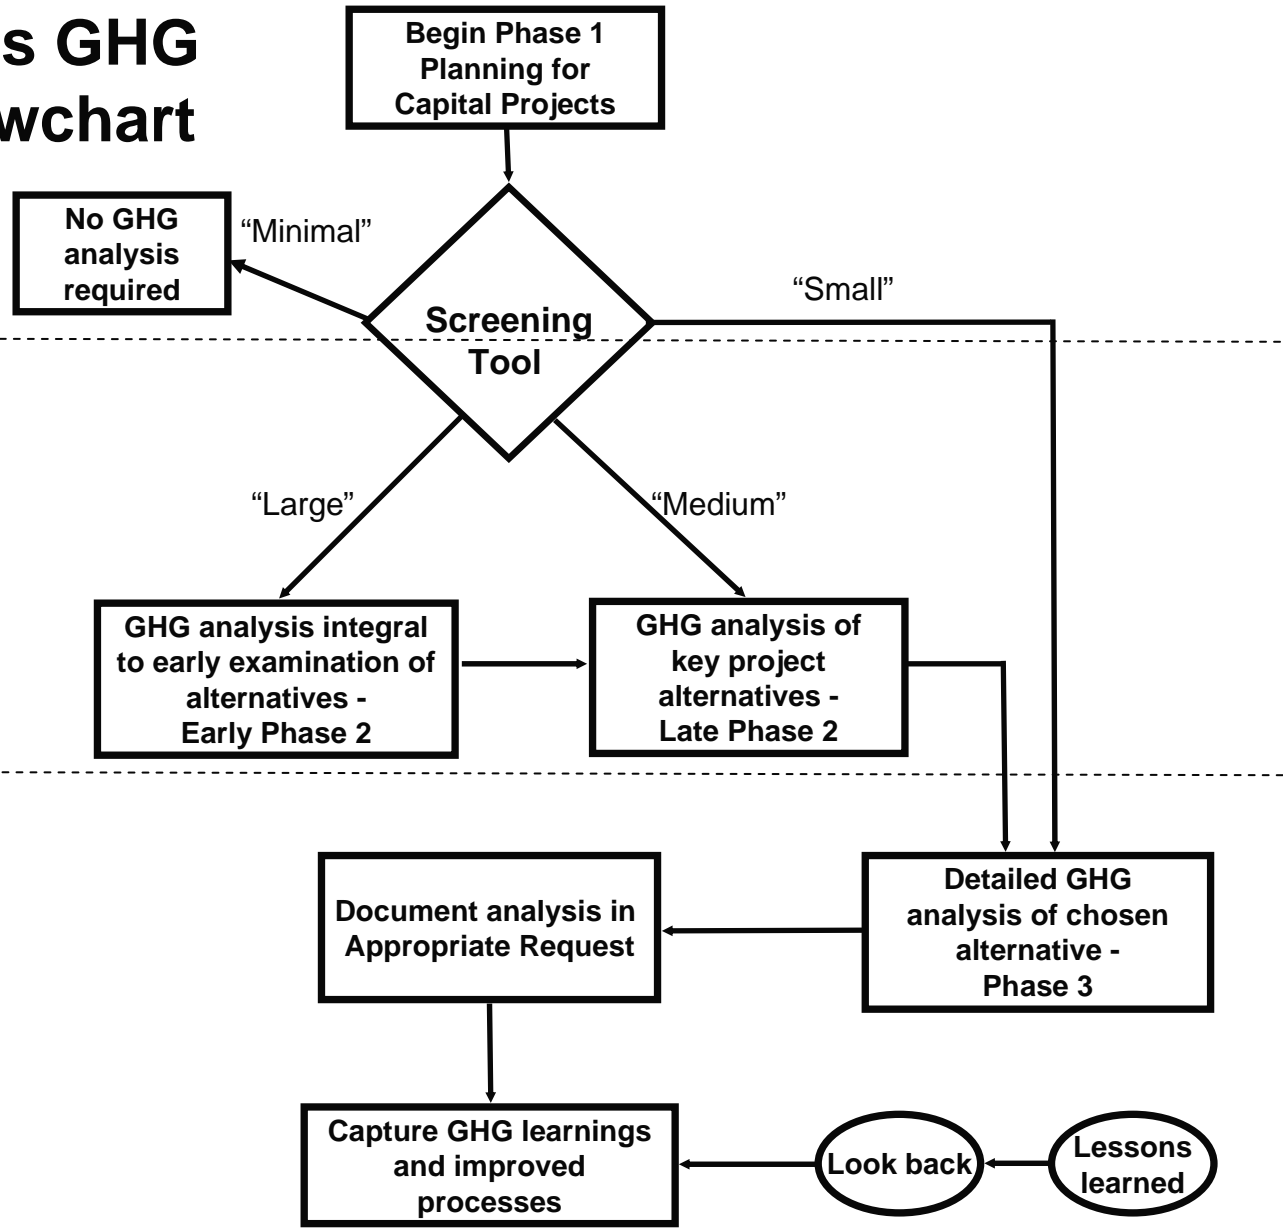 s GHG
wchart
Begin Phase 1
Planning for
Capital Projects
No GHG
analysis
required
“Minimal”
“Small”
Screening
Tool
“Large”
“Medium”
GHG analysis integral
to early examination of
alternatives -
Early Phase 2
GHG analysis of
key project
alternatives -
Late Phase 2
Document analysis in
Appropriate Request
Detailed GHG
analysis of chosen
alternative -
Phase 3
Capture GHG learnings
and improved
processes
Look back
Lessons
learned